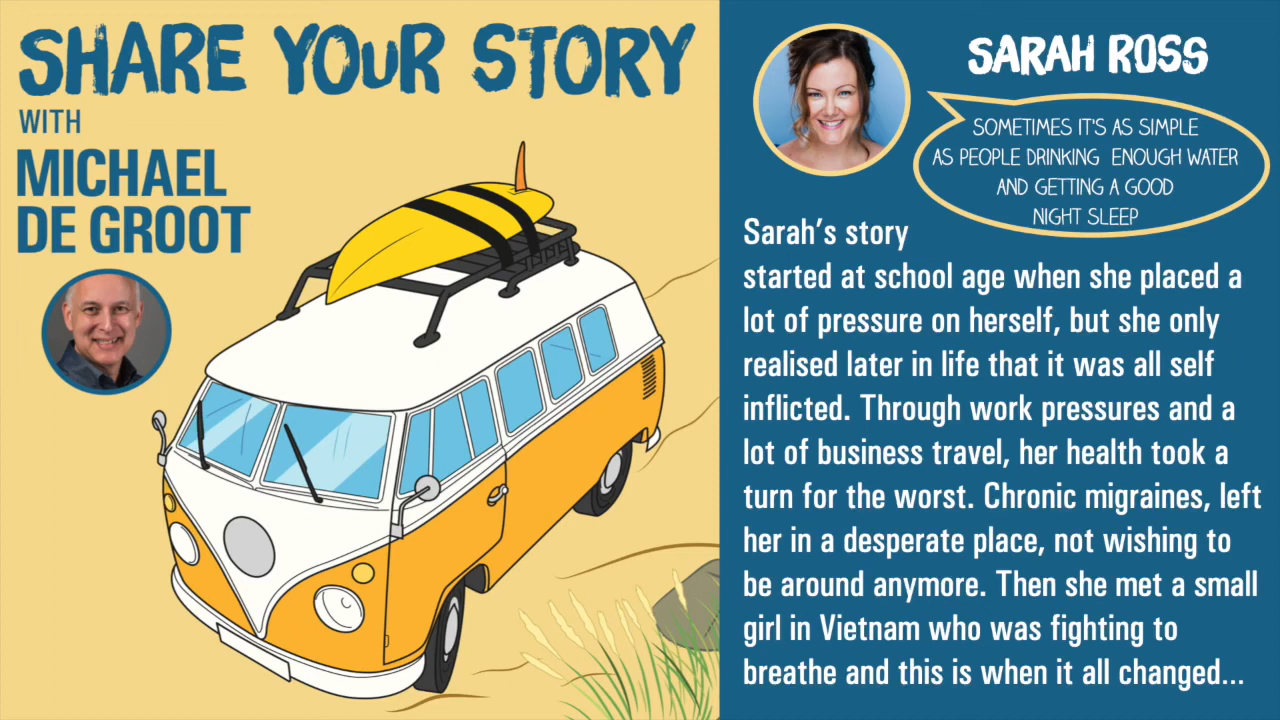 SHARE YOUR STORY
WITH
MICHAEL
DE GROOT
SARAH ROSS
SOMETIMES IT'S AS SIMPLE
AS PEOPLE DRINKING ENOUGH WATER
AND GETTING A GOOD
NIGHT SLEEP
Sarah's story
started at school age when she placed a
lot of pressure on herself, but she only
realised later in life that it was all self
inflicted. Through work pressures and a
lot of business travel, her health took a
turn for the worst. Chronic migraines, left
her in a desperate place, not wishing to
be around anymore. Then she met a small
girl in Vietnam who was fighting to
breathe and this is when it all changed...